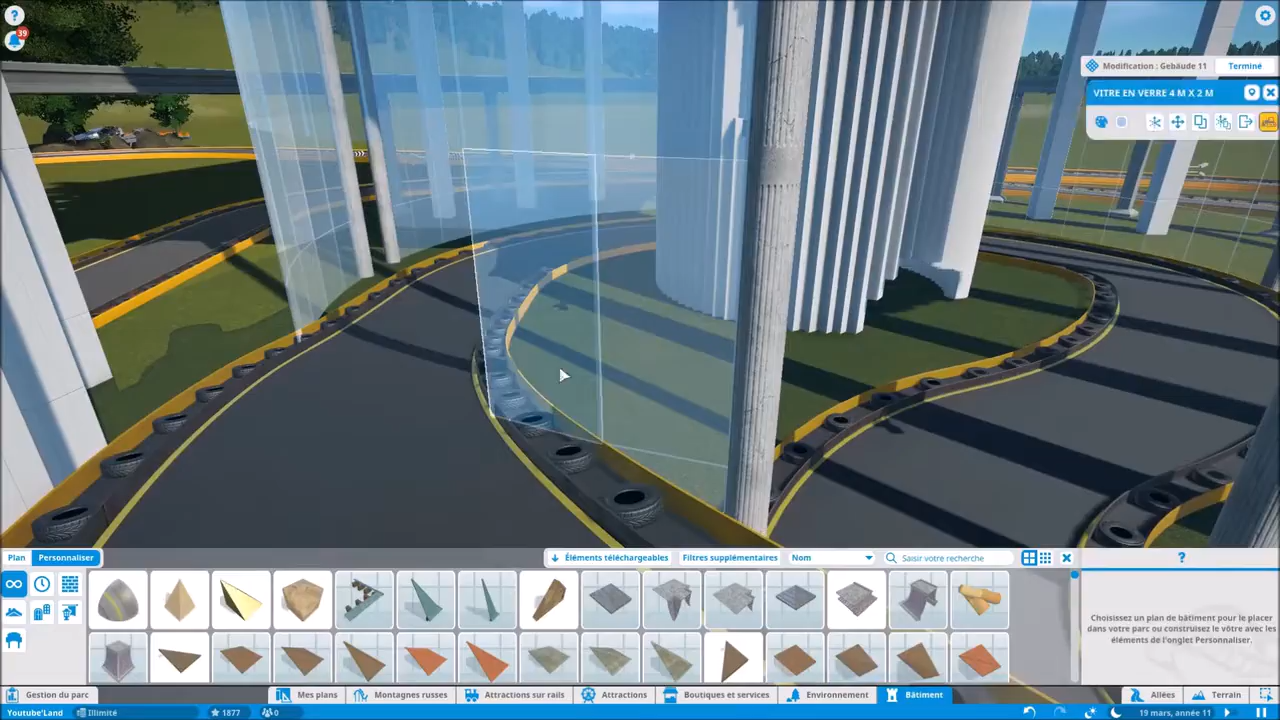 ?
39
Modification : Gebäude 11
Terminé
VITRE EN VERRE 4 M X 2 M
Plan
Personnaliser
Éléments téléchargeables
Filtres supplémentaires
Nom
Saisir votre recherche
?
Choisissez un plan de bâtiment pour le placer
dans votre parc ou construisez le vôtre avec les
éléments de l'onglet Personnaliser.
Gestion du parc
Mes plans
Montagnes russes
Attractions sur rails
Attractions
Boutiques et services
Environnement
Bâtiment
Allées
Terrain
Youtube'Land
Illimité
1877
0
19 mars, année 11